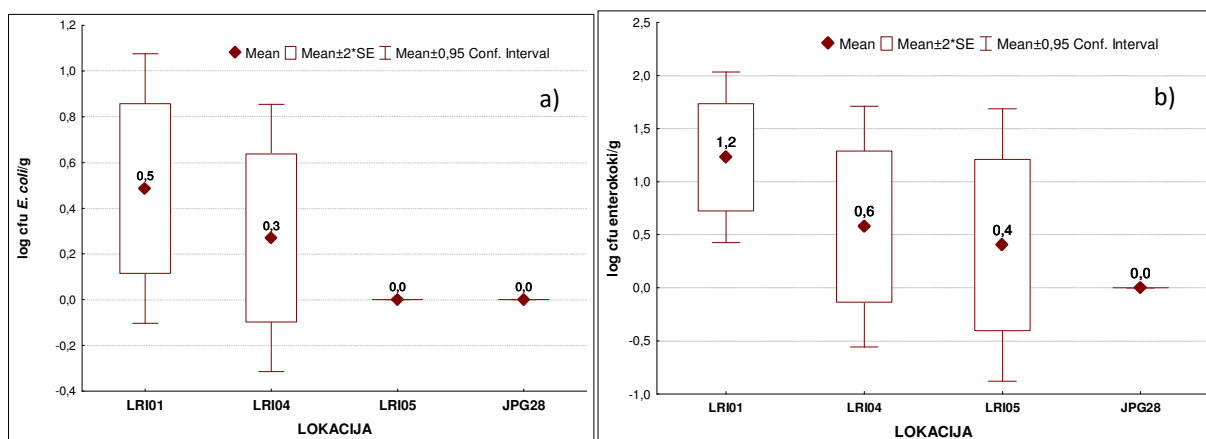 Mean Mean±2*SE Mean±0,95 Conf. Interval
a)
log cfu E. coli/g
1,2
1,0
0,8
0,6
0,4
0,2
0,0
-0,2
-0,4
0,5
0,3
0,0
0,0
LRI01 LRI04 LRI05 JPG28
LOKACIJA
Mean Mean±2*SE Mean±0,95 Conf. Interval
b)
log cfu enterokoki/g
2,5
2,0
1,5
1,0
0,5
0,0
-0,5
-1,0
1,2
0,6
0,4
0,0
LRI01 LRI04 LRI05 JPG28
LOKACIJA